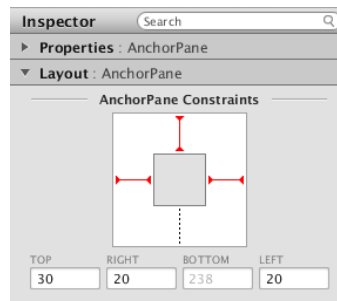 Inspector Search
Properties : AnchorPane
Layout : AnchorPane
AnchorPane Constraints
TOP RIGHT BOTTOM LEFT
30 20 238 20